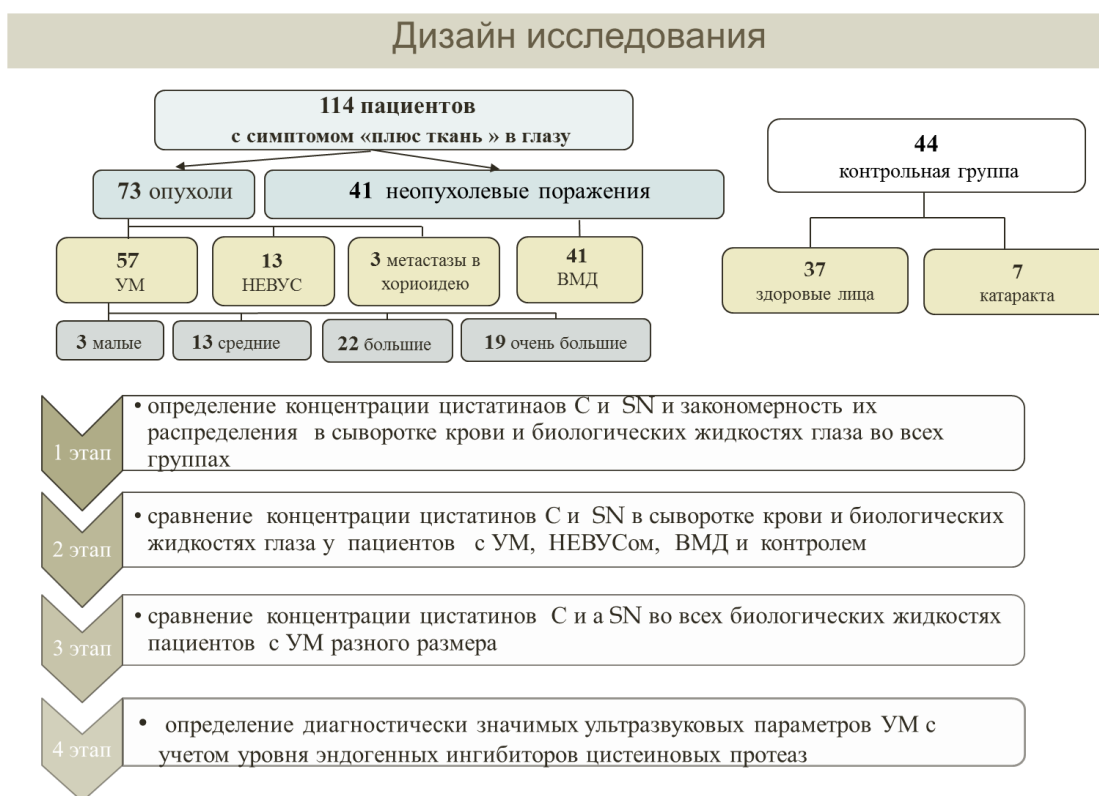 Дизайн исследования
114 пациентов
с симптомом «плюс ткань » в глазу
44
контрольная группа
73 опухоли
41 неопухолевые поражения
57
УМ
13
НЕВУС
3 метастазы в
хориоидею
41
ВМД
37
здоровые лица
7
катаракта
3 малые
13 средние
22 большие
19 очень большие
1 этап
• определение концентрации цистатинаов С и SN и закономерность их
распределения в сыворотке крови и биологических жидкостях глаза во всех
группах
2 этап
• сравнение концентрации цистатинов С и SN в сыворотке крови и биологических
жидкостях глаза у пациентов с УМ, НЕВУСом, ВМД и контролем
3 этап
• сравнение концентрации цистатинов С и а SN во всех биологических жидкостях
пациентов с УМ разного размера
4 этап
• определение диагностически значимых ультразвуковых параметров УМ с
учетом уровня эндогенных ингибиторов цистеиновых протеаз